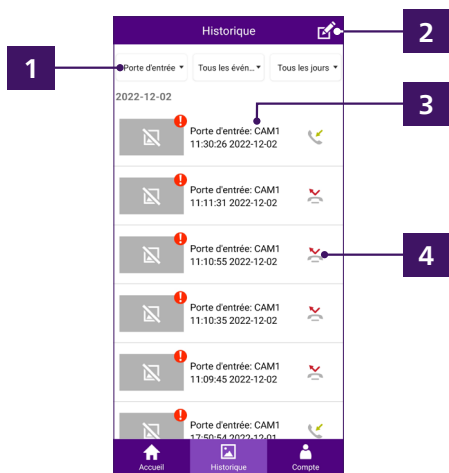 Historique
2
1
Porte d'entrée
Tous les évén...
Tous les jours
2022-12-02
3
Porte d'entrée: CAM1
11:30:26 2022-12-02
Porte d'entrée: CAM1
11:11:31 2022-12-02
4
Porte d'entrée: CAM1
11:10:55 2022-12-02
Porte d'entrée: CAM1
11:10:35 2022-12-02
Porte d'entrée: CAM1
11:09:45 2022-12-02
Porte d'entrée: CAM1
17:50:54 2022-12-01
Accueil
Historique
Compte